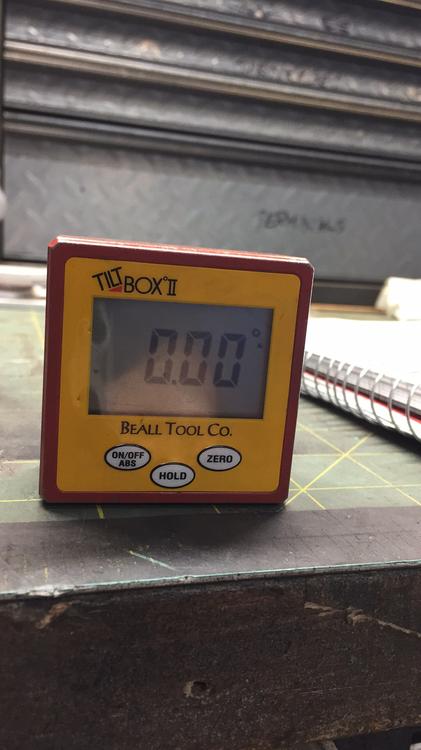 TILT BOX°II
0.00°
BEALL TOOL CO.
ON/OFF
ABS
HOLD
ZERO